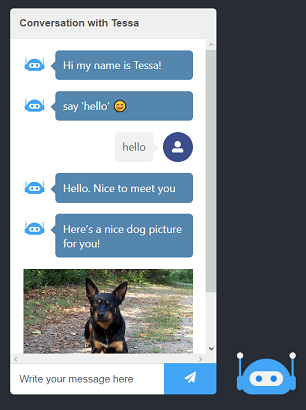 Conversation with Tessa
Hi my name is Tessa!
say 'hello' 😊
hello
Hello. Nice to meet you
Here's a nice dog picture
for you!
Write your message here